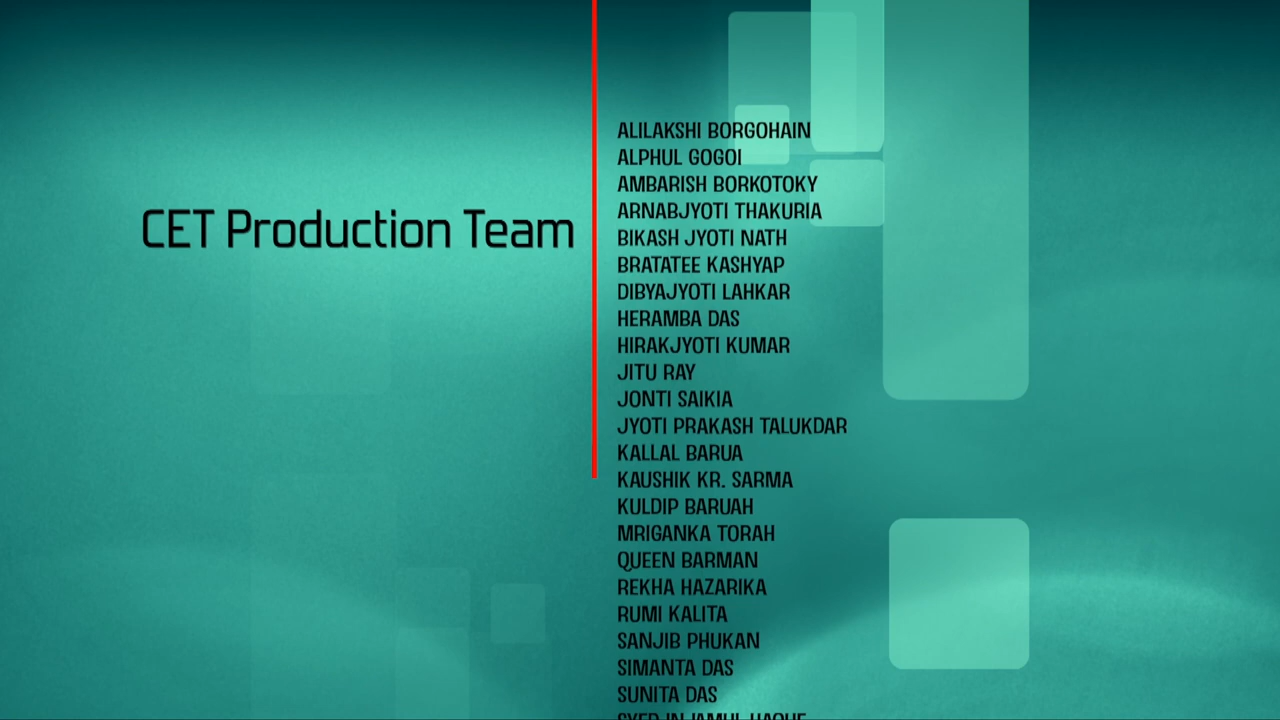 CET Production Team
ALILAKSHI BORGOHAIN
ALPHUL GOGOI
AMBARISH BORKOTOKY
ARNABJYOTI THAKURIA
BIKASH JYOTI NATH
BRATATEE KASHYAP
DIBYAJYOTI LAHKAR
HERAMBA DAS
HIRAKJYOTI KUMAR
JITU RAY
JONTI SAIKIA
JYOTI PRAKASH TALUKDAR
KALLAL BARUA
KAUSHIK KR. SARMA
KULDIP BARUAH
MRIGANKA TORAH
QUEEN BARMAN
REKHA HAZARIKA
RUMI KALITA
SANJIB PHUKAN
SIMANTA DAS
SUNITA DAS